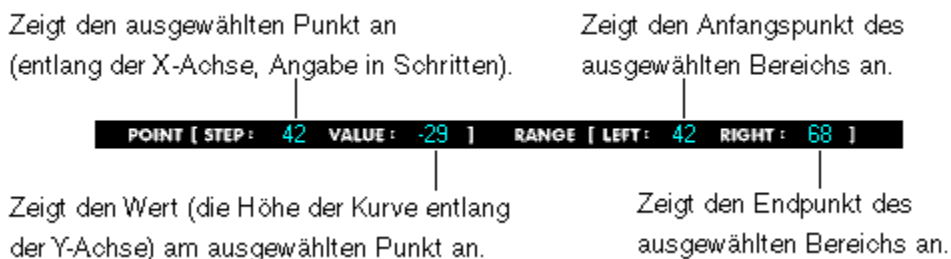 Zeigt den ausgewählten Punkt an
(entlang der X-Achse, Angabe in Schritten).
Zeigt den Anfangspunkt des
ausgewählten Bereichs an.
POINT [ STEP: 42 VALUE: -29 ] RANGE [ LEFT: 42 RIGHT: 68 ]
Zeigt den Wert (die Höhe der Kurve entlang
der Y-Achse) am ausgewählten Punkt an.
Zeigt den Endpunkt des
ausgewählten Bereichs an.